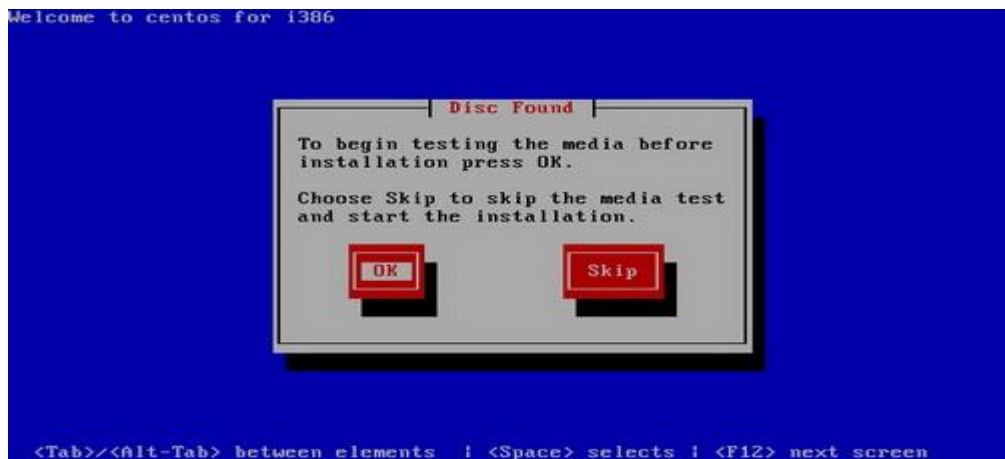 Welcome to centos for i386
Disc Found
To begin testing the media before
installation press OK.
Choose Skip to skip the media test
and start the installation.
OK
Skip
<Tab>/<Alt-Tab> between elements | <Space> selects | <F12> next screen